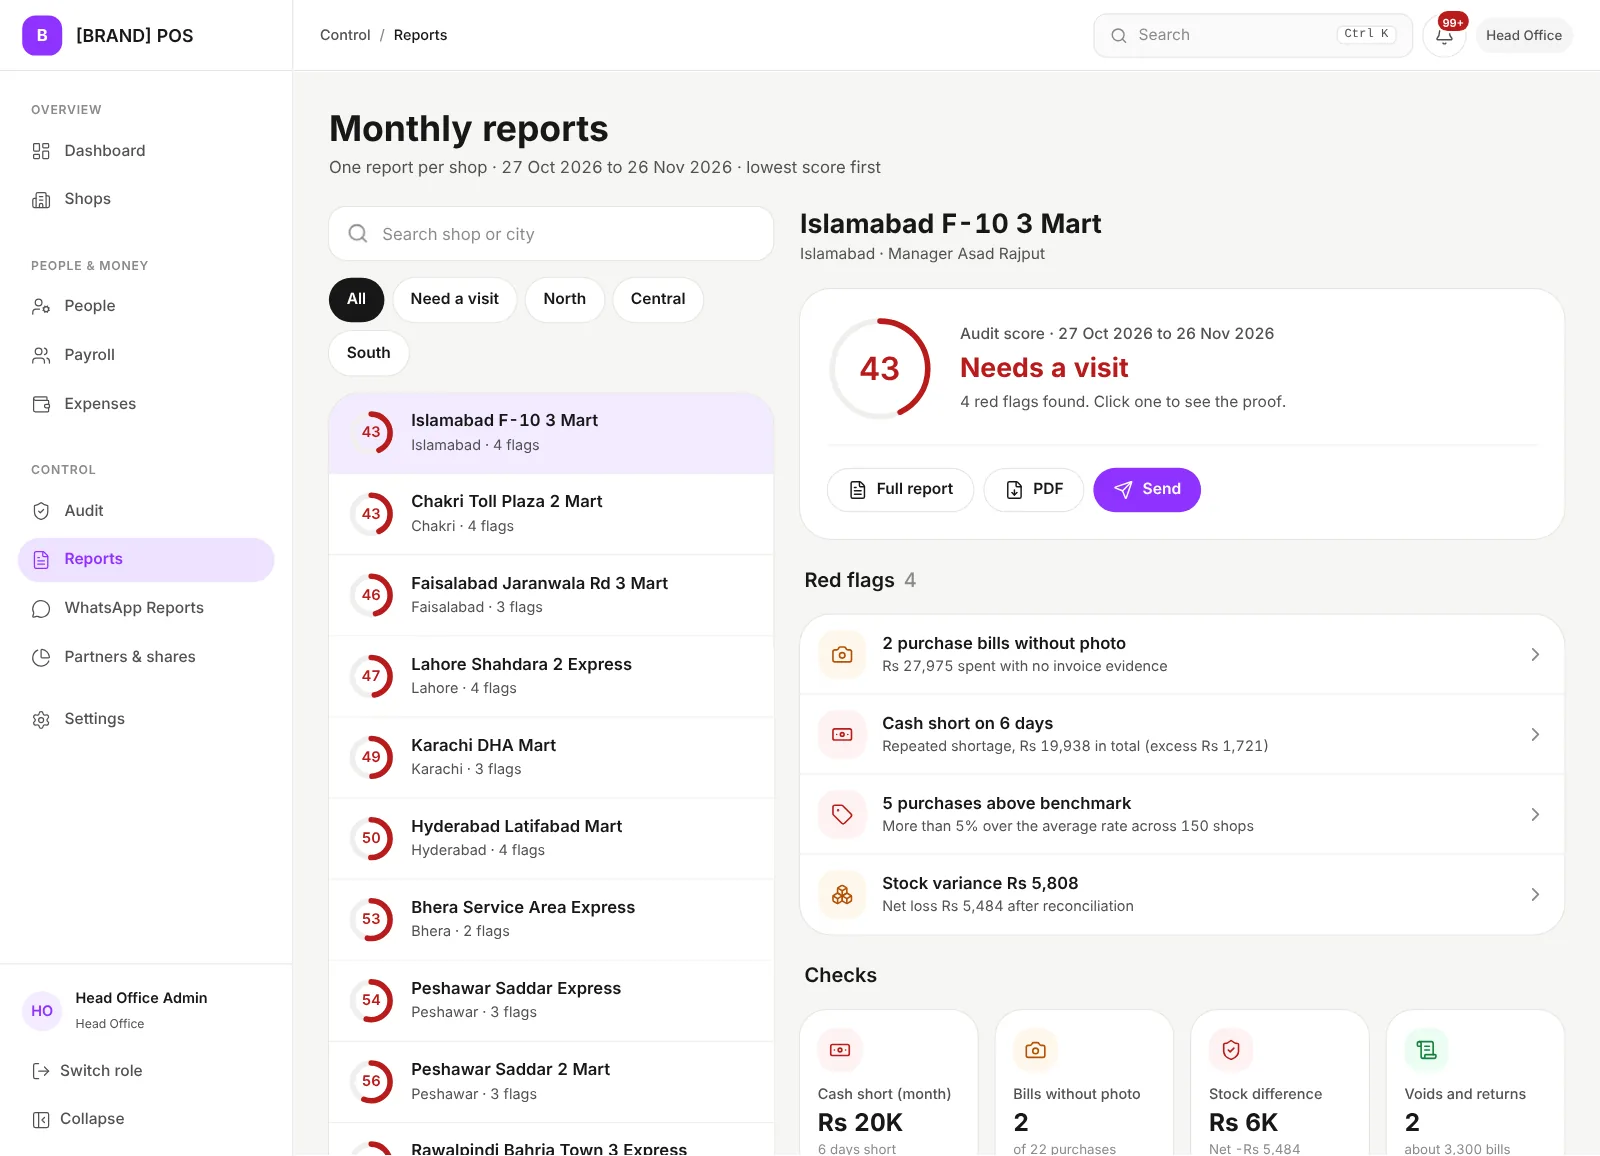 B
[BRAND] POS
Control / Reports
Search
Ctrl K
99+
Head Office
OVERVIEW
Dashboard
Shops
PEOPLE & MONEY
People
Payroll
Expenses
CONTROL
Audit
Reports
WhatsApp Reports
Partners & shares
Settings
HO
Head Office Admin
Head Office
Switch role
Collapse
Monthly reports
One report per shop · 27 Oct 2026 to 26 Nov 2026 · lowest score first
Search shop or city
All
Need a visit
North
Central
South
43
Islamabad F-10 3 Mart
Islamabad · 4 flags
43
Chakri Toll Plaza 2 Mart
Chakri · 4 flags
46
Faisalabad Jaranwala Rd 3 Mart
Faisalabad · 3 flags
47
Lahore Shahdara 2 Express
Lahore · 4 flags
49
Karachi DHA Mart
Karachi · 3 flags
50
Hyderabad Latifabad Mart
Hyderabad · 4 flags
53
Bhera Service Area Express
Bhera · 2 flags
54
Peshawar Saddar Express
Peshawar · 3 flags
56
Peshawar Saddar 2 Mart
Peshawar · 3 flags
Rawalpindi Bahria Town 3 Express
Islamabad F-10 3 Mart
Islamabad · Manager Asad Rajput
43
Audit score · 27 Oct 2026 to 26 Nov 2026
Needs a visit
4 red flags found. Click one to see the proof.
Full report
PDF
Send
Red flags 4
2 purchase bills without photo
Rs 27,975 spent with no invoice evidence
Cash short on 6 days
Repeated shortage, Rs 19,938 in total (excess Rs 1,721)
5 purchases above benchmark
More than 5% over the average rate across 150 shops
Stock variance Rs 5,808
Net loss Rs 5,484 after reconciliation
Checks
Cash short (month)
Rs 20K
6 days short
Bills without photo
2
of 22 purchases
Stock difference
Rs 6K
Net -Rs 5,484
Voids and returns
2
about 3,300 bills